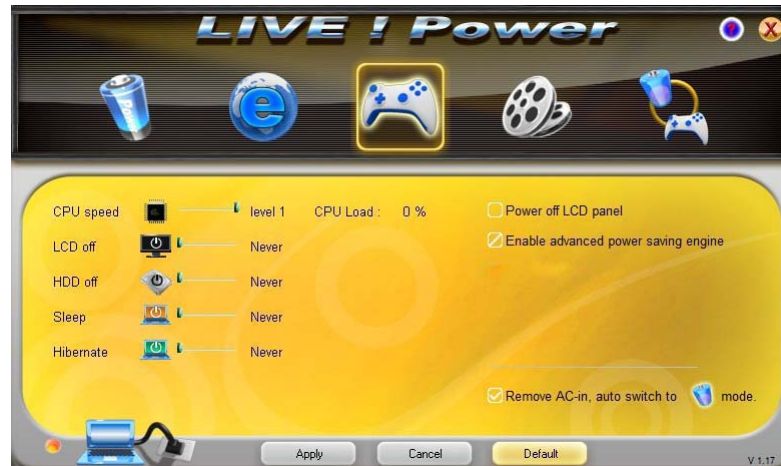 LIVE ! Power
CPU speed level 1 CPU Load : 0 % Power off LCD panel
LCD off Never Enable advanced power saving engine
HDD off Never
Sleep Never
Hibernate Never
Remove AC-in, auto switch to mode.
Apply Cancel Default
V 1.17